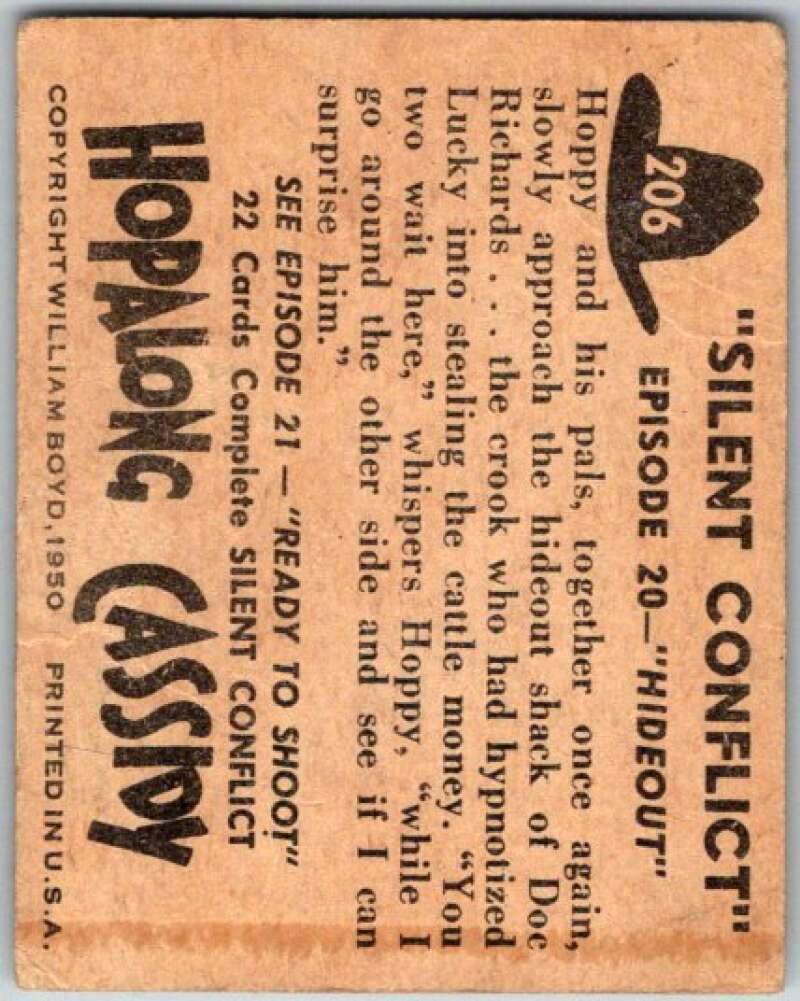 "SILENT CONFLICT"
206
EPISODE 20—"HIDEOUT"
Hoppy and his pals, together once again,
slowly approach the hideout shack of Doc
Richards . . . the crook who had hypnotized
Lucky into stealing the cattle money. “You
two wait here,” whispers Hoppy, “while I
go around the other side and see if I can
surprise him.”
SEE EPISODE 21 — "READY TO SHOOT"
22 Cards Complete SILENT CONFLICT
HOPALONG CASSIDY
COPYRIGHT WILLIAM BOYD, 1950 PRINTED IN U.S.A.